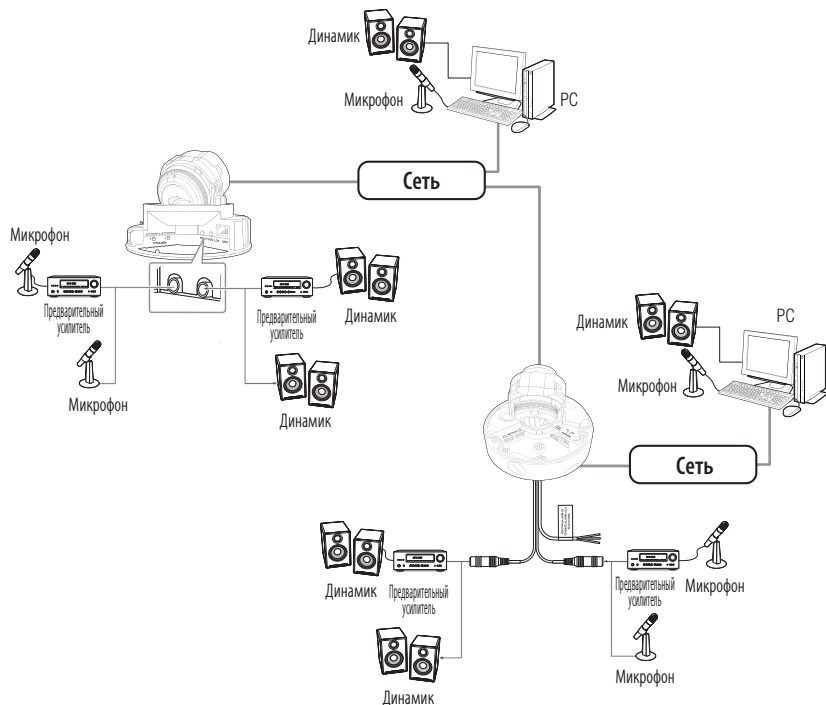 Динамик
Микрофон
PC
Сеть
Микрофон
Предварительный
усилитель
Микрофон
Предварительный
усилитель
Динамик
Динамик
Динамик
Микрофон
PC
Сеть
Динамик
Предварительный
усилитель
Динамик
Предварительный
усилитель
Микрофон
Микрофон